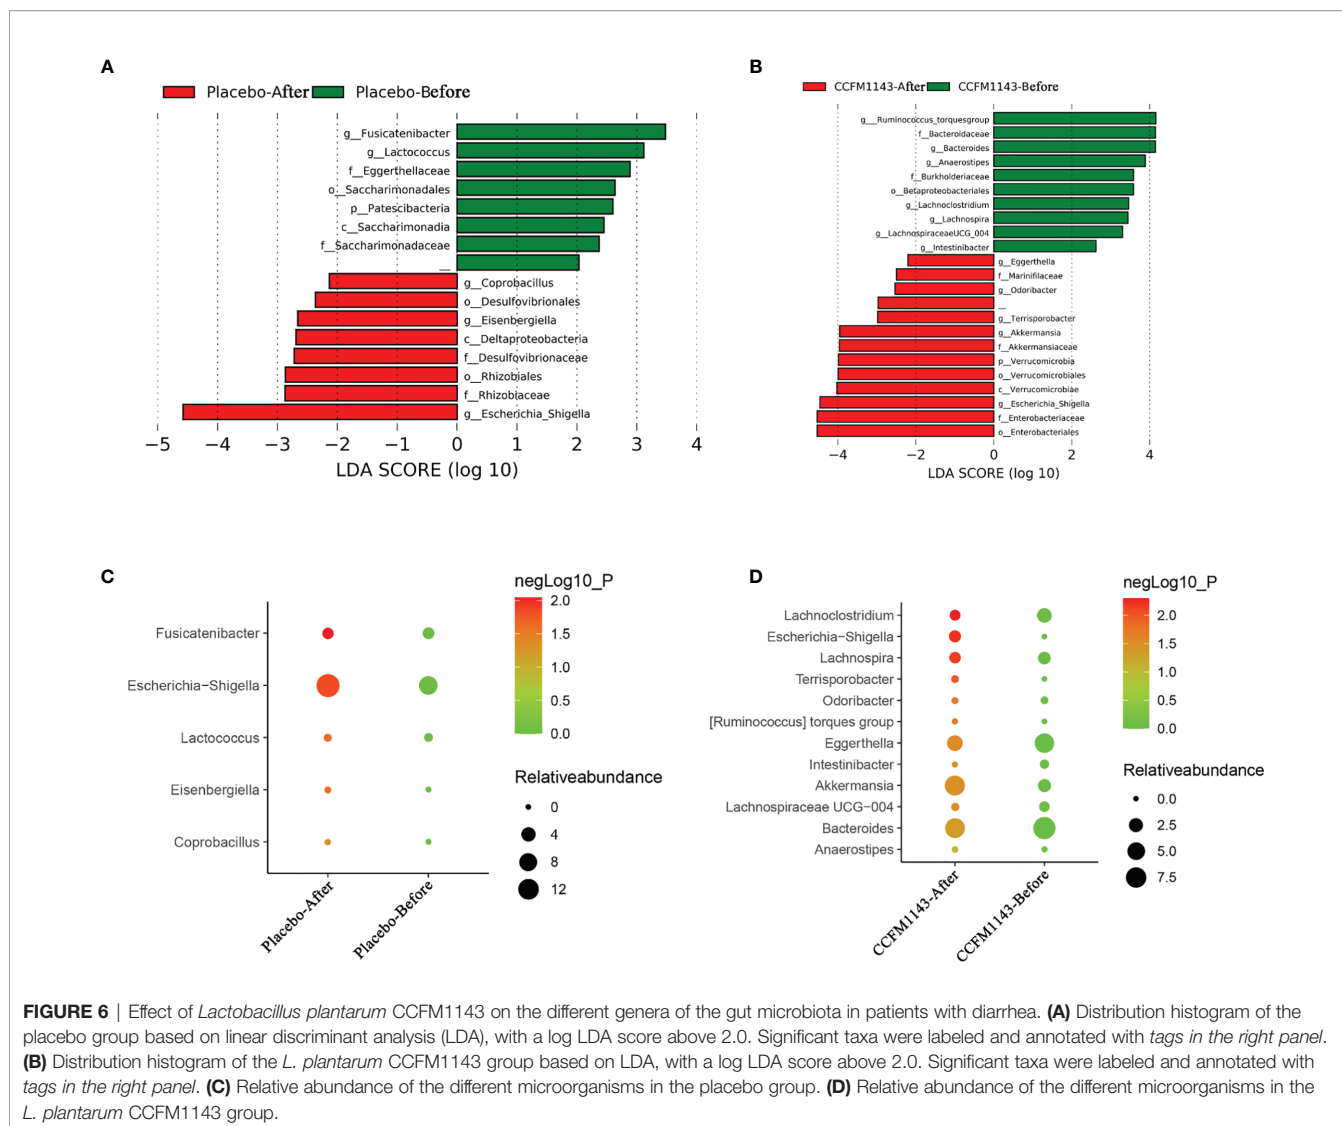 A
Placebo-After Placebo-Before
g__Fusicatenibacter
g__Lactococcus
f__Eggerthellaceae
o__Saccharimonadales
p__Patescibacteria
c__Saccharimonadia
f__Saccharimonadaceae
__
g__Coprobacillus
o__Desulfovibrionales
g__Eisenbergiella
c__Deltaproteobacteria
f__Desulfovibrionaceae
o__Rhizobiales
f__Rhizobiaceae
g__Escherichia_Shigella
−5 −4 −3 −2 −1 0 1 2 3 4
LDA SCORE (log 10)
B
CCFM1143-After CCFM1143-Before
g__Ruminococcus_torquesgroup
f__Bacteroidaceae
g__Bacteroides
g__Anaerostipes
f__Burkholderiaceae
o__Betaproteobacteriales
g__Lachnoclostridium
g__Lachnospira
g__LachnospiraceaeUCG_004
g__Intestinibacter
g__Eggerthella
f__Marinifilaceae
g__Odoribacter
__
g__Terrisporobacter
g__Akkermansia
f__Akkermansiaceae
p__Verrucomicrobia
o__Verrucomicrobiales
c__Verrucomicrobiae
g__Escherichia_Shigella
f__Enterobacteriaceae
o__Enterobacteriales
−4 −2 0 2 4
LDA SCORE (log 10)
C
Fusicatenibacter
Escherichia−Shigella
Lactococcus
Eisenbergiella
Coprobacillus
Placebo-After
Placebo-Before
negLog10_P
2.0
1.5
1.0
0.5
0.0
Relativeabundance
0
4
8
12
D
Lachnoclostridium
Escherichia−Shigella
Lachnospira
Terrisporobacter
Odoribacter
[Ruminococcus] torques group
Eggerthella
Intestinibacter
Akkermansia
Lachnospiraceae UCG−004
Bacteroides
Anaerostipes
CCFM1143-After
CCFM1143-Before
negLog10_P
2.0
1.5
1.0
0.5
0.0
Relativeabundance
0.0
2.5
5.0
7.5
FIGURE 6 | Effect of Lactobacillus plantarum CCFM1143 on the different genera of the gut microbiota in patients with diarrhea. (A) Distribution histogram of the
placebo group based on linear discriminant analysis (LDA), with a log LDA score above 2.0. Significant taxa were labeled and annotated with tags in the right panel.
(B) Distribution histogram of the L. plantarum CCFM1143 group based on LDA, with a log LDA score above 2.0. Significant taxa were labeled and annotated with
tags in the right panel. (C) Relative abundance of the different microorganisms in the placebo group. (D) Relative abundance of the different microorganisms in the
L. plantarum CCFM1143 group.